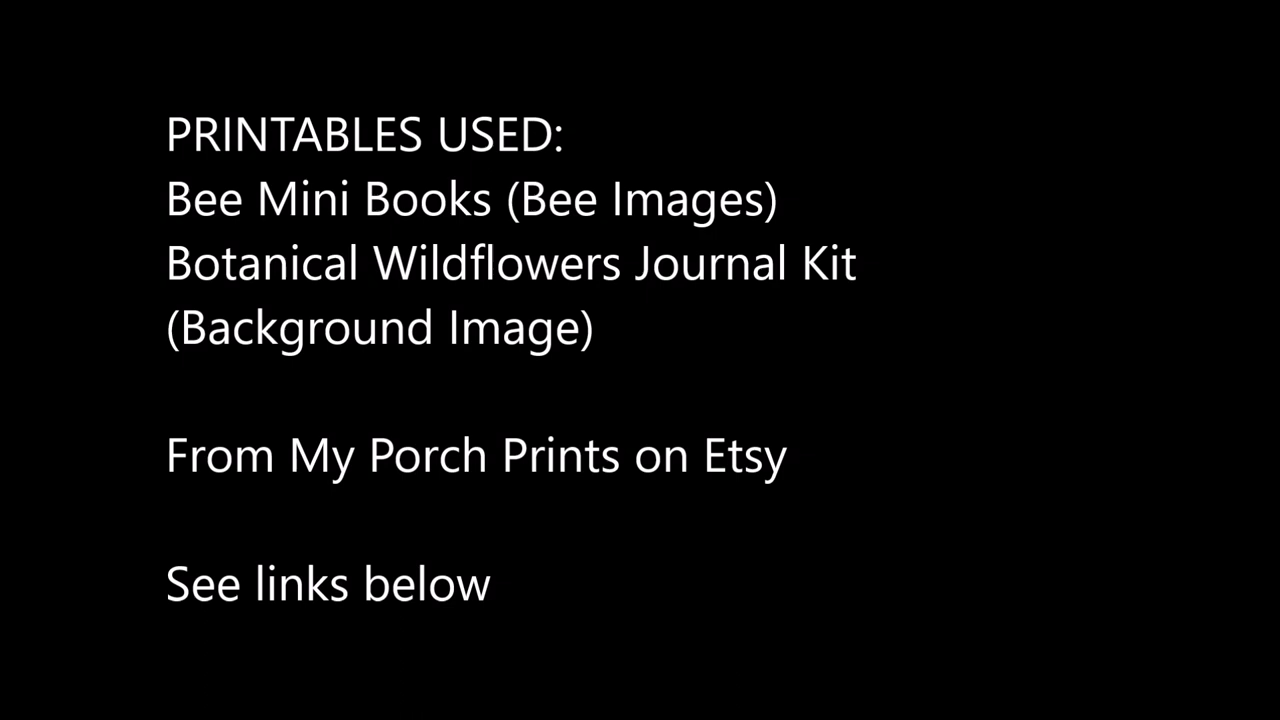 PRINTABLES USED:
Bee Mini Books (Bee Images)
Botanical Wildflowers Journal Kit
(Background Image)
From My Porch Prints on Etsy
See links below